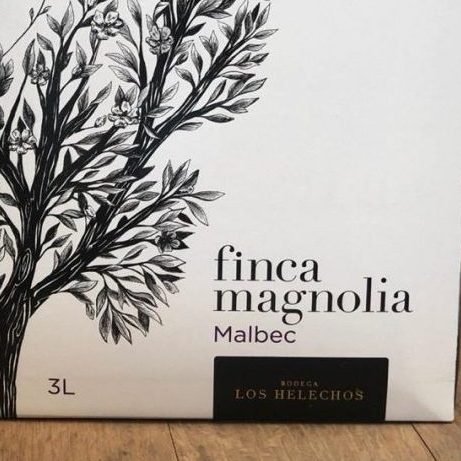 finca
magnolia
Malbec
3L
BODEGA
LOS HELECHOS